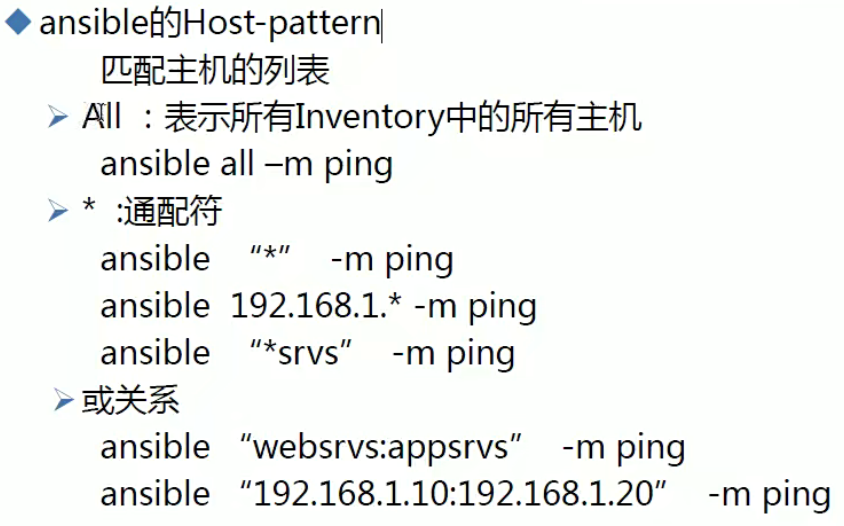 ansible的Host-pattern
匹配主机的列表
All ：表示所有Inventory中的所有主机
ansible all –m ping
* :通配符
ansible “*” -m ping
ansible 192.168.1.* -m ping
ansible “*srvs” -m ping
或关系
ansible “websrvs:appsrvs” -m ping
ansible “192.168.1.10:192.168.1.20” -m ping